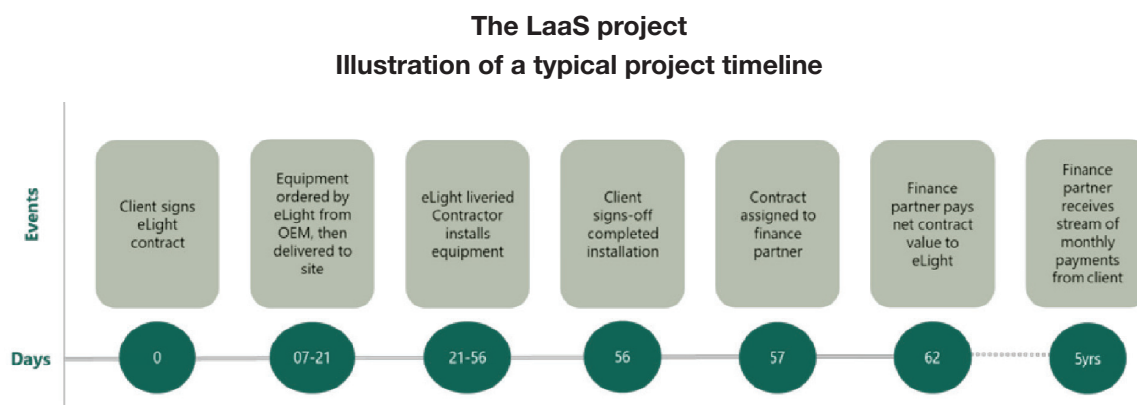 The LaaS project
Illustration of a typical project timeline
Events
Client signs
eLight
contract
Equipment
ordered by
eLight from
OEM, then
delivered to
site
eLight liveried
Contractor
installs
equipment
Client
signs-off
completed
installation
Contract
assigned to
finance
partner
Finance
partner pays
net contract
value to
eLight
Finance
partner
receives
stream of
monthly
payments
from client
Days
0
07-21
21-56
56
57
62
5yrs